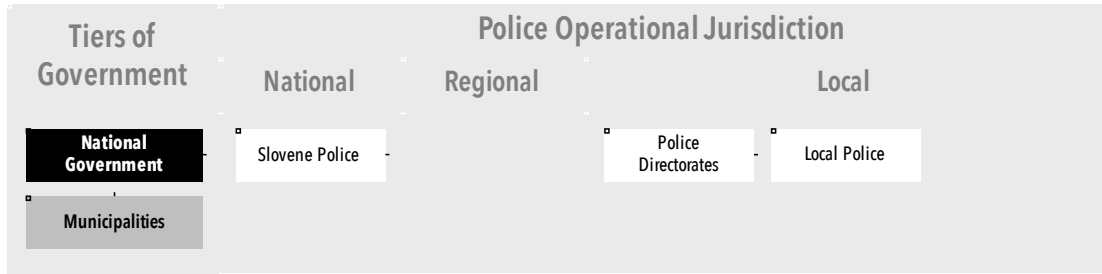 Tiers of
Government
Police Operational Jurisdiction
National
Regional
Local
National
Government
Slovene Police
Police
Directorates
Local Police
Municipalities